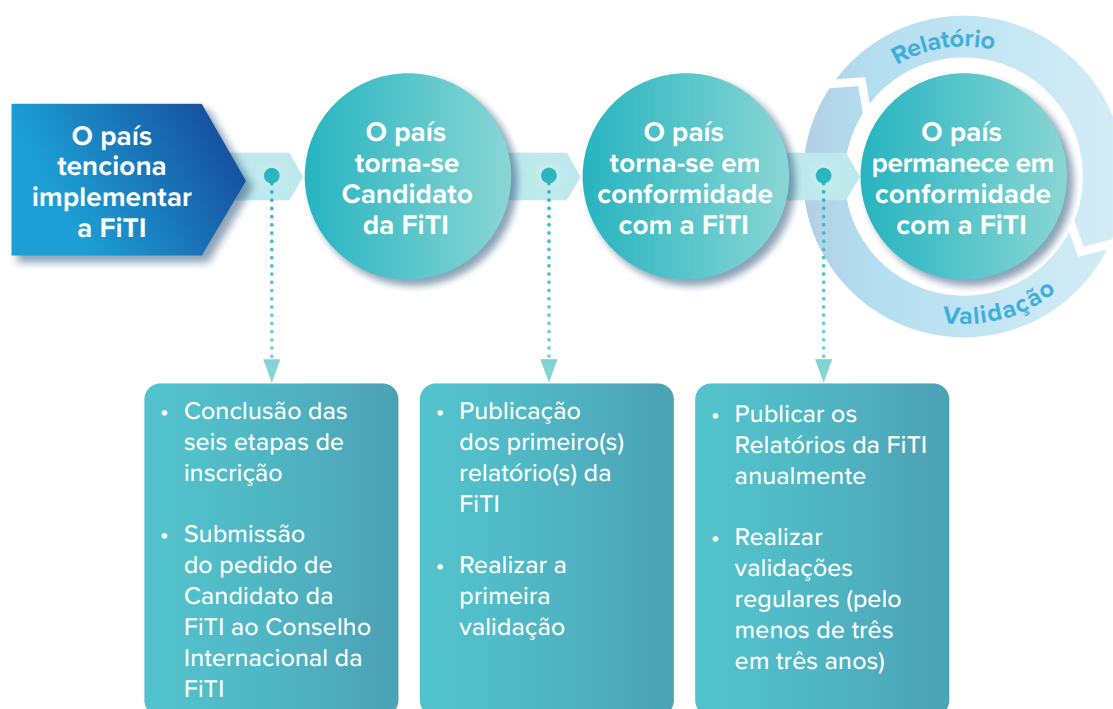 Relatório
O país
tenciona
implementar
a FiTI
O país
torna-se
Candidato
da FiTI
O país
torna-se em
conformidade
com a FiTI
O país
permanece em
conformidade
com a FiTI
Validação
• Conclusão das
seis etapas de
inscrição
• Submissão
do pedido de
Candidato da
FiTI ao Conselho
Internacional da
FiTI
• Publicação
dos primeiro(s)
relatório(s) da
FiTI
• Realizar a
primeira
validação
• Publicar os
Relatórios da FiTI
anualmente
• Realizar
validações
regulares (pelo
menos de três
em três anos)